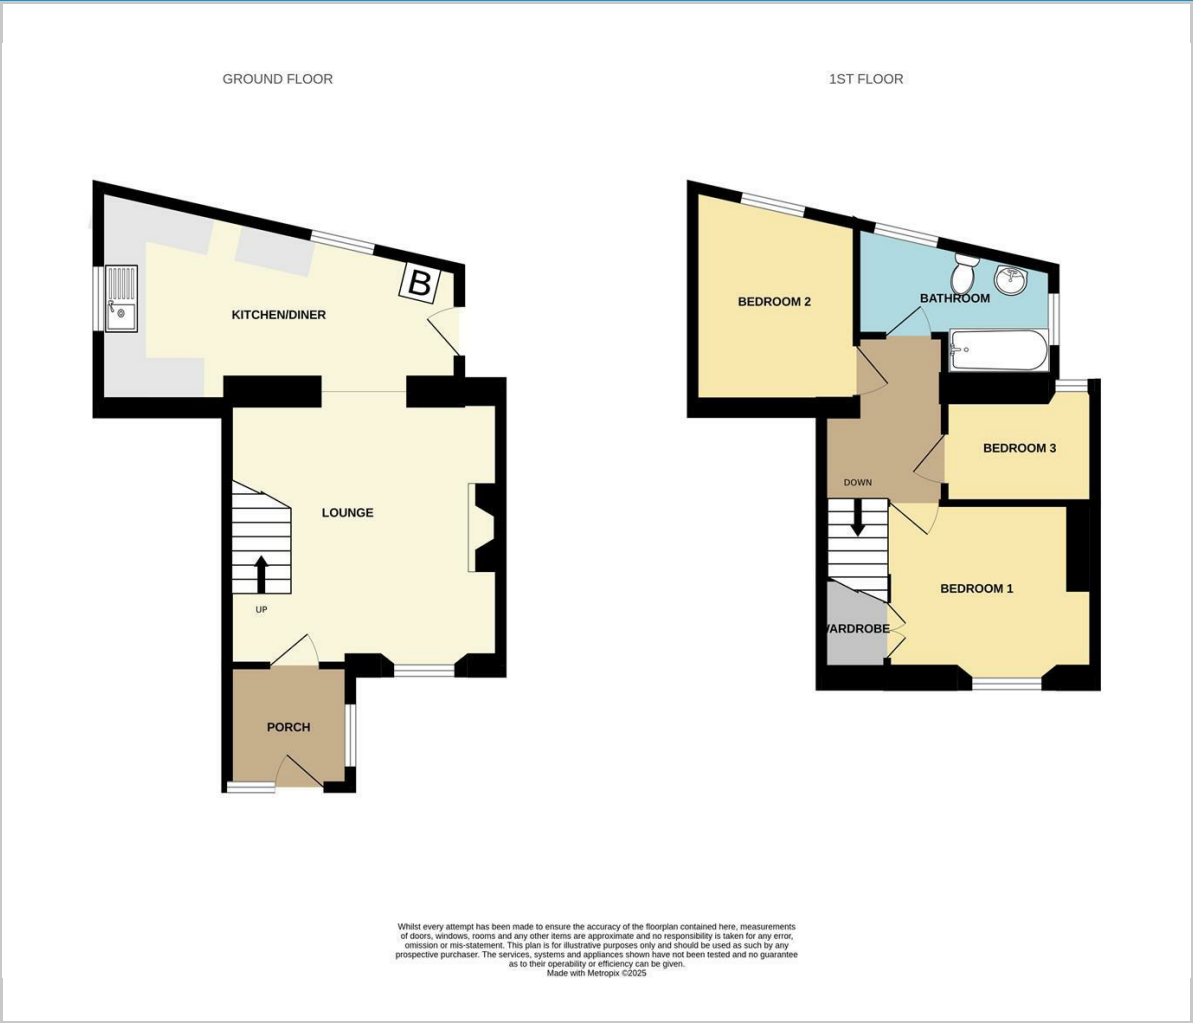 GROUND FLOOR
1ST FLOOR
B
KITCHEN/DINER
LOUNGE
UP
PORCH
BEDROOM 2
BATHROOM
BEDROOM 3
DOWN
BEDROOM 1
WARDROBE
Whilst every attempt has been made to ensure the accuracy of the floorplan contained here, measurements
of doors, windows, rooms and any other items are approximate and no responsibility is taken for any error,
omission or mis-statement. This plan is for illustrative purposes only and should be used as such by any
prospective purchaser. The services, systems and appliances shown have not been tested and no guarantee
as to their operability or efficiency can be given.
Made with Metropix ©2025